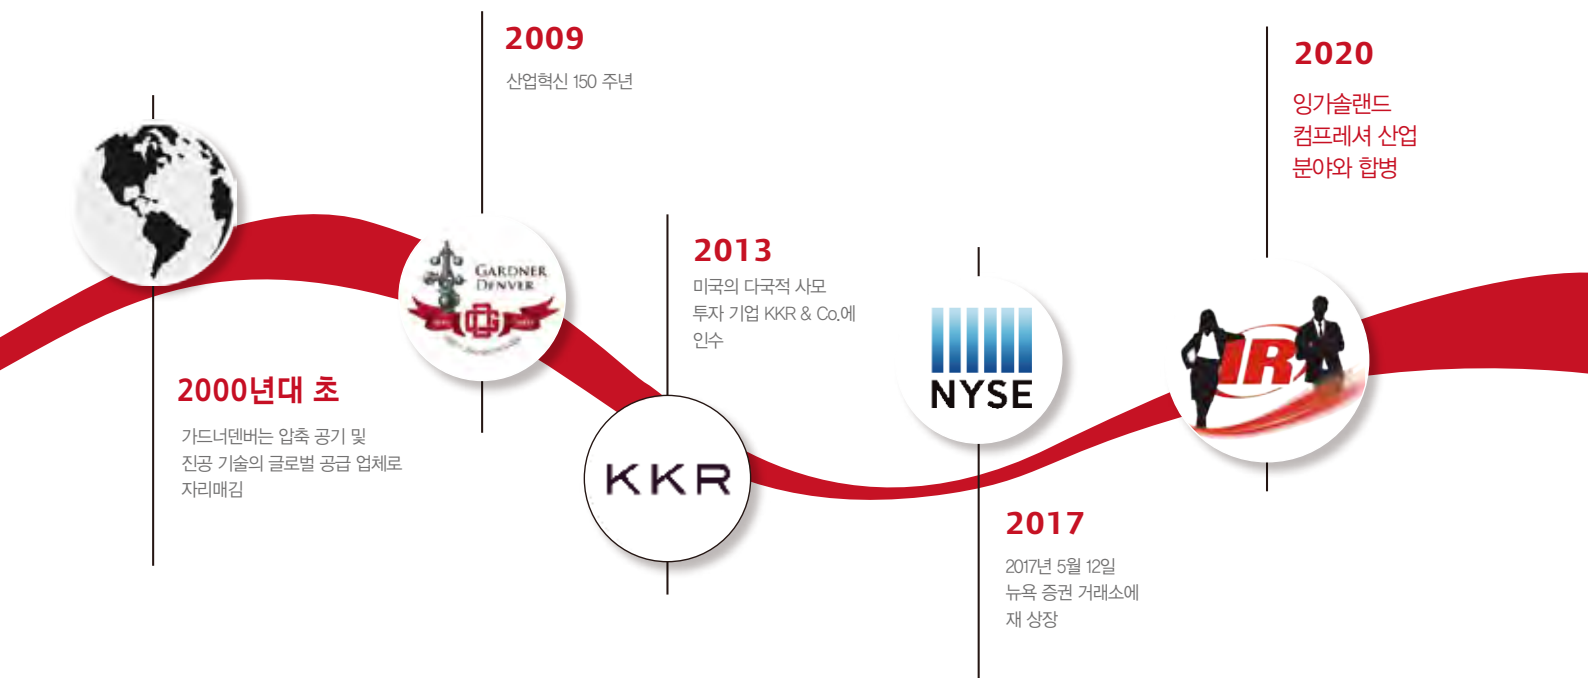 2000년대 초
가드너덴버는 압축 공기 및
진공 기술의 글로벌 공급 업체로
자리매김
2009
산업혁신 150 주년
GARDNER
DENVER
2013
미국의 다국적 사모
투자 기업 KKR & Co.에
인수
KKR
NYSE
2017
2017년 5월 12일
뉴욕 증권 거래소에
재 상장
2020
잉가솔랜드
컴프레셔 산업
분야와 합병
IR